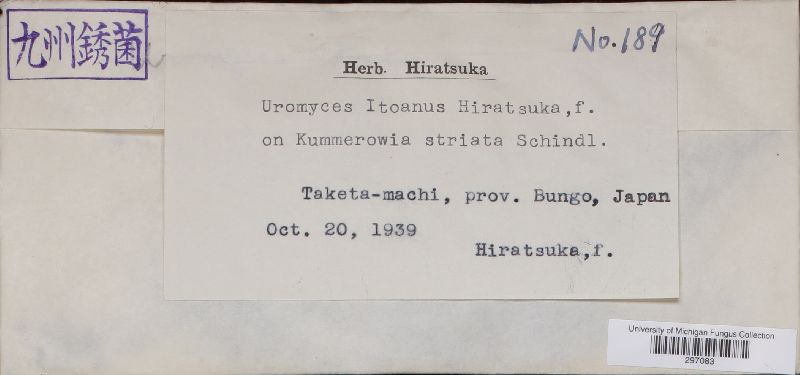 九州銹菌
No. 189
Herb. Hiratsuka
Uromyces Itoanus Hiratsuka,f.
on Kummerowia striata Schindl.
Taketa-machi, prov. Bungo, Japan
Oct. 20, 1939
Hiratsuka,f.
University of Michigan Fungus Collection
297083